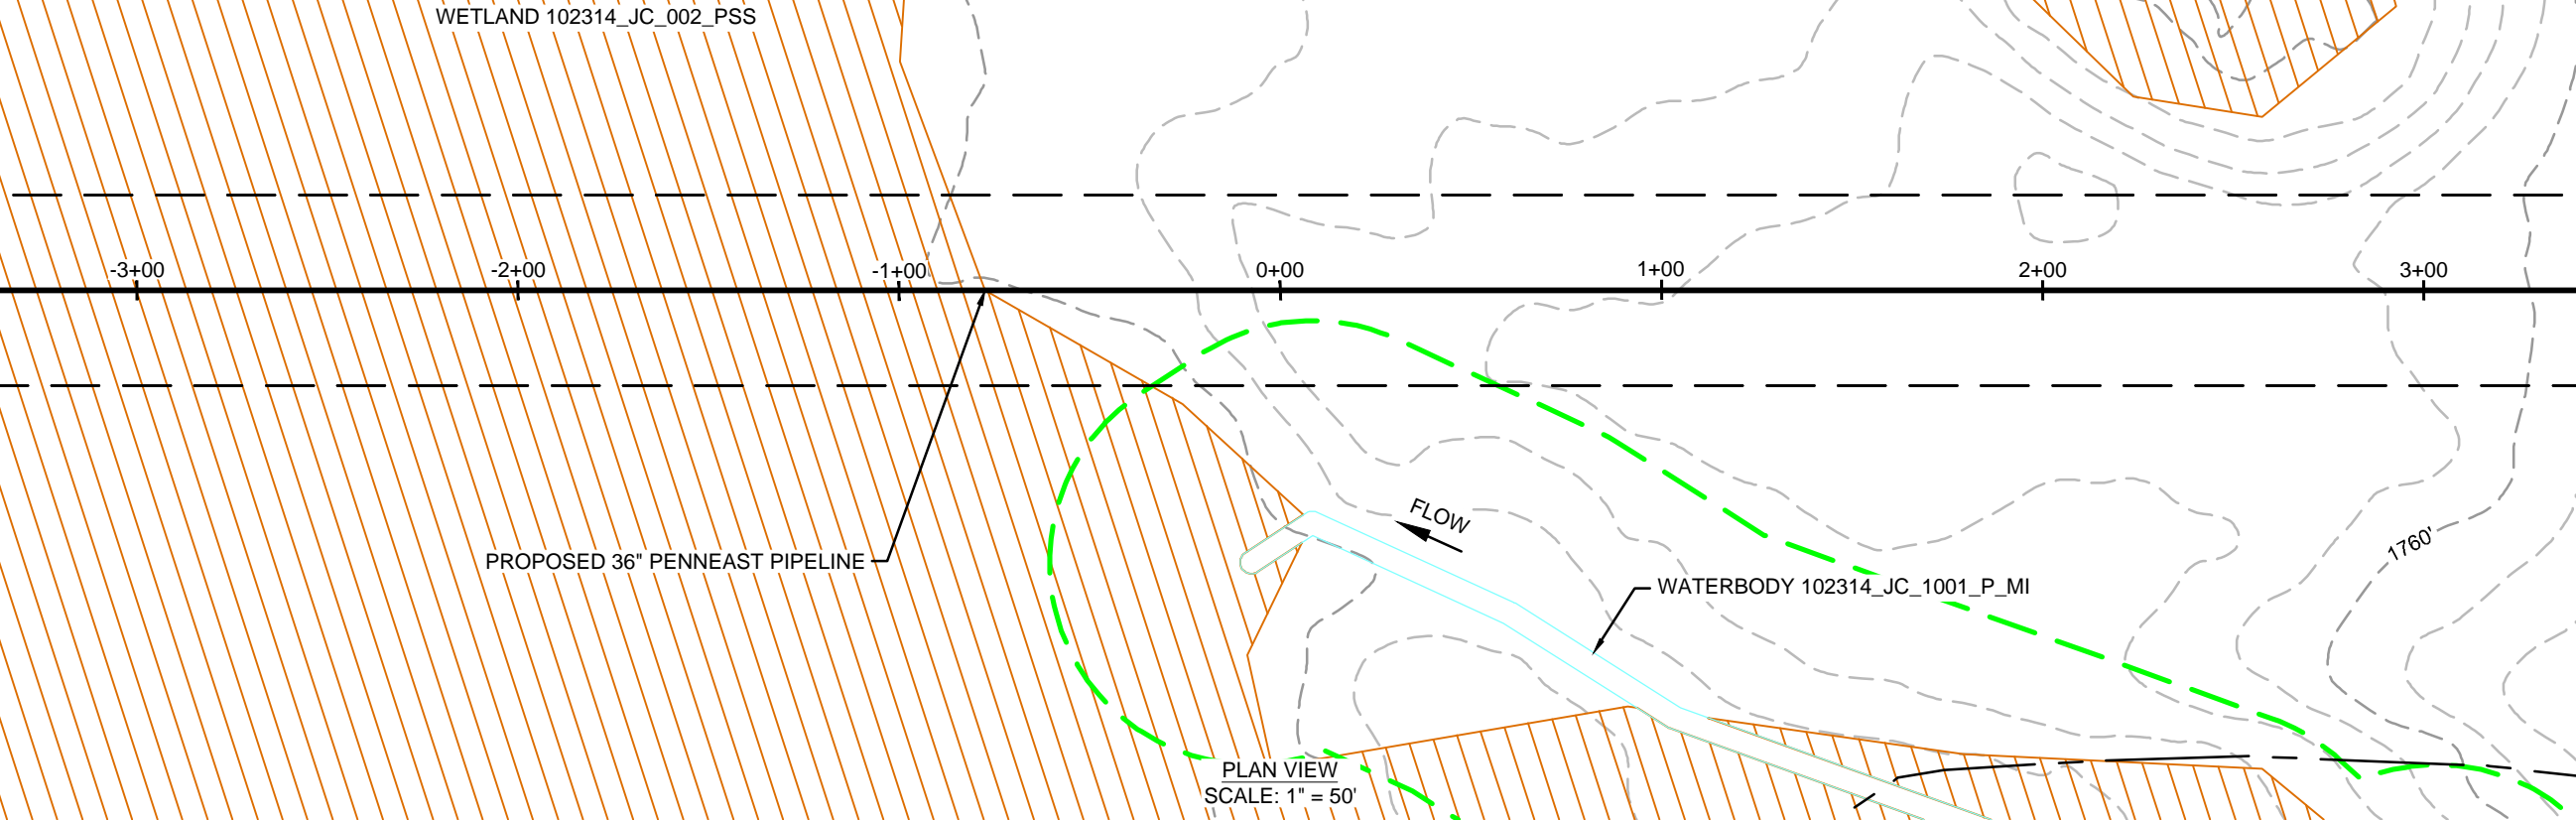 WETLAND 102314_JC_002_PSS
-3+00
-2+00
-1+00
0+00
1+00
2+00
3+00
FLOW
1760'
PROPOSED 36" PENNEAST PIPELINE
WATERBODY 102314_JC_1001_P_MI
PLAN VIEW
SCALE: 1" = 50'